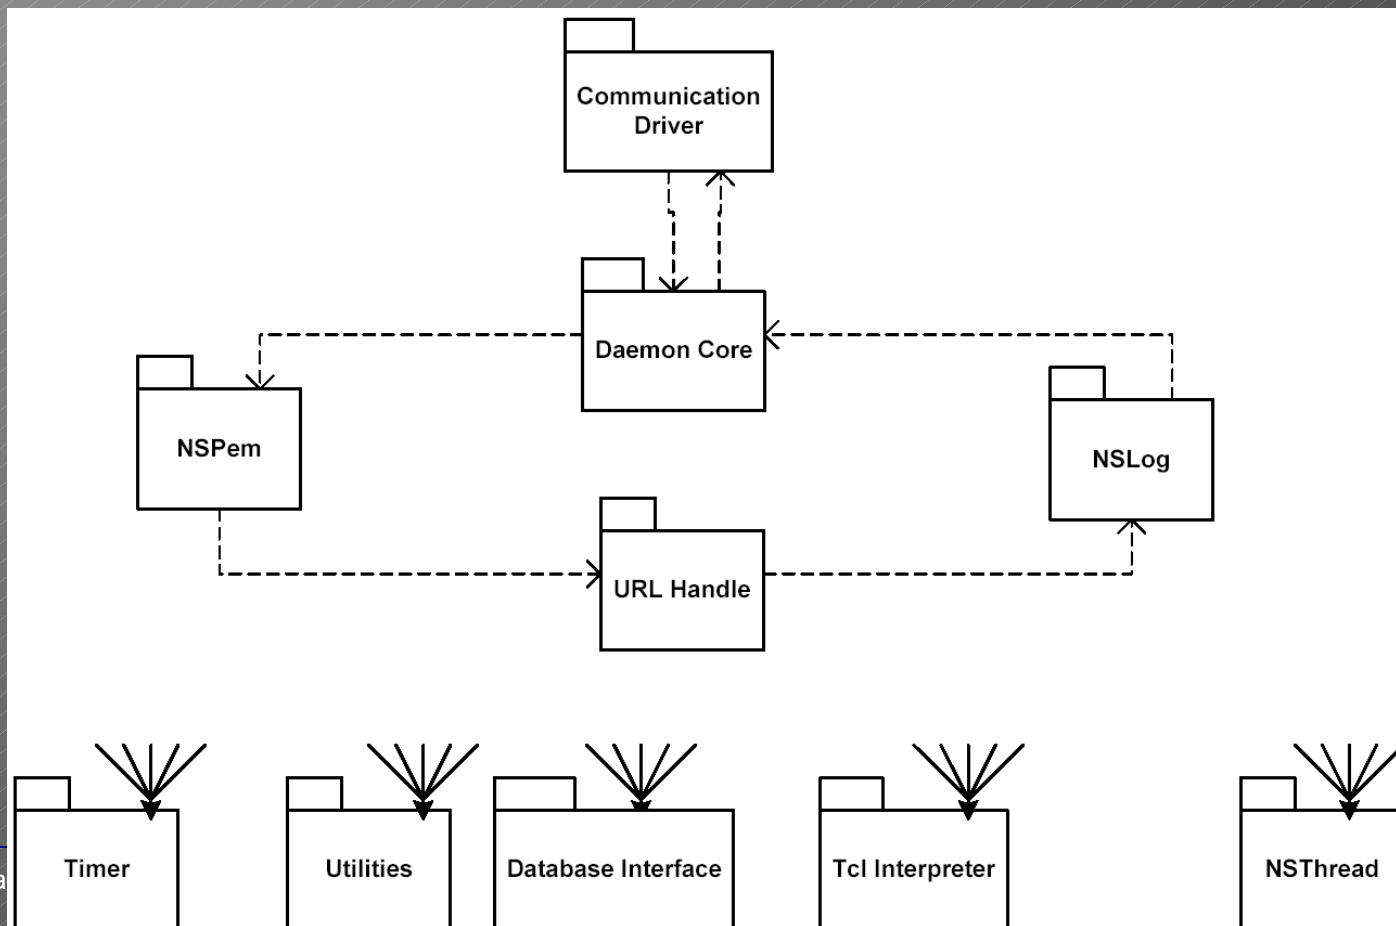 Communication
Driver
Daemon Core
NSPem
NSLog
URL Handle
Timer
Utilities
Database Interface
Tcl Interpreter
NSThread